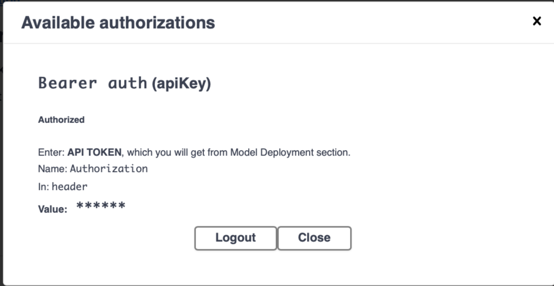 Available authorizations
×
Bearer auth (apiKey)
Authorized
Enter: API TOKEN, which you will get from Model Deployment section.
Name: Authorization
In: header
Value: ******
Logout Close